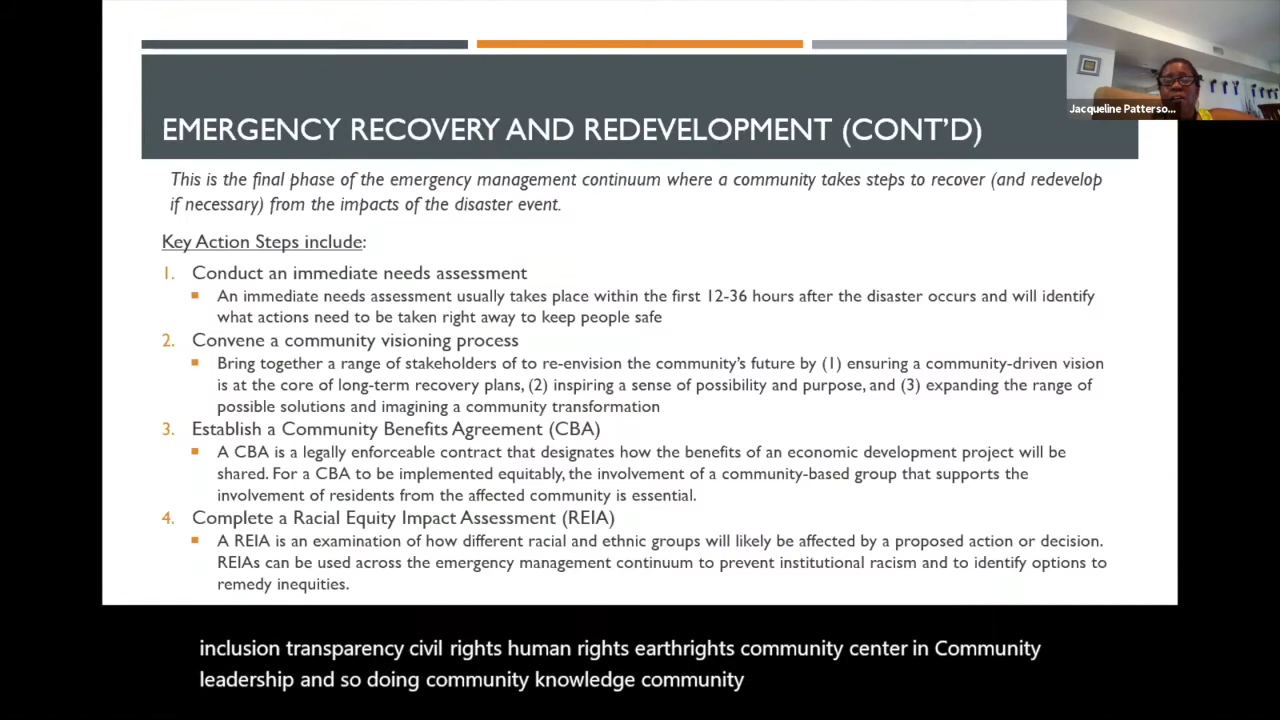 Jacqueline Patterso...
EMERGENCY RECOVERY AND REDEVELOPMENT (CONT'D)
This is the final phase of the emergency management continuum where a community takes steps to recover (and redevelop
if necessary) from the impacts of the disaster event.
Key Action Steps include:
1. Conduct an immediate needs assessment
■ An immediate needs assessment usually takes place within the first 12-36 hours after the disaster occurs and will identify
what actions need to be taken right away to keep people safe
2. Convene a community visioning process
■ Bring together a range of stakeholders of to re-envision the community's future by (1) ensuring a community-driven vision
is at the core of long-term recovery plans, (2) inspiring a sense of possibility and purpose, and (3) expanding the range of
possible solutions and imagining a community transformation
3. Establish a Community Benefits Agreement (CBA)
■ A CBA is a legally enforceable contract that designates how the benefits of an economic development project will be
shared. For a CBA to be implemented equitably, the involvement of a community-based group that supports the
involvement of residents from the affected community is essential.
4. Complete a Racial Equity Impact Assessment (REIA)
■ A REIA is an examination of how different racial and ethnic groups will likely be affected by a proposed action or decision.
REIAs can be used across the emergency management continuum to prevent institutional racism and to identify options to
remedy inequities.
inclusion transparency civil rights human rights earthrights community center in Community
leadership and so doing community knowledge community